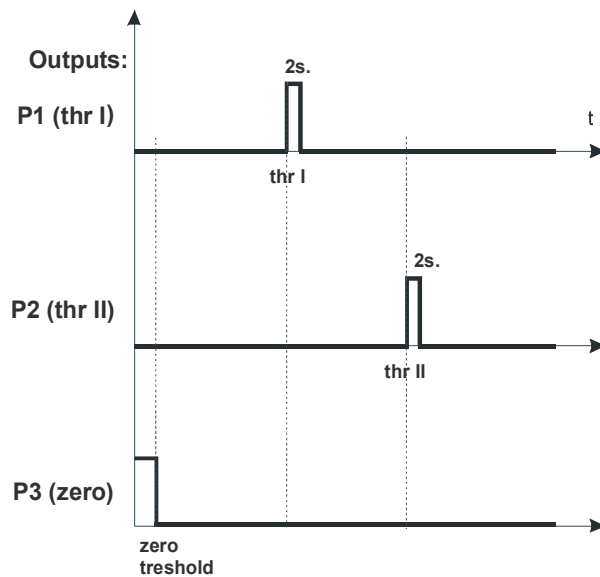 Outputs:
2s.
P1 (thr I)
t
thr I
2s.
P2 (thr II)
thr II
P3 (zero)
zero
treshold